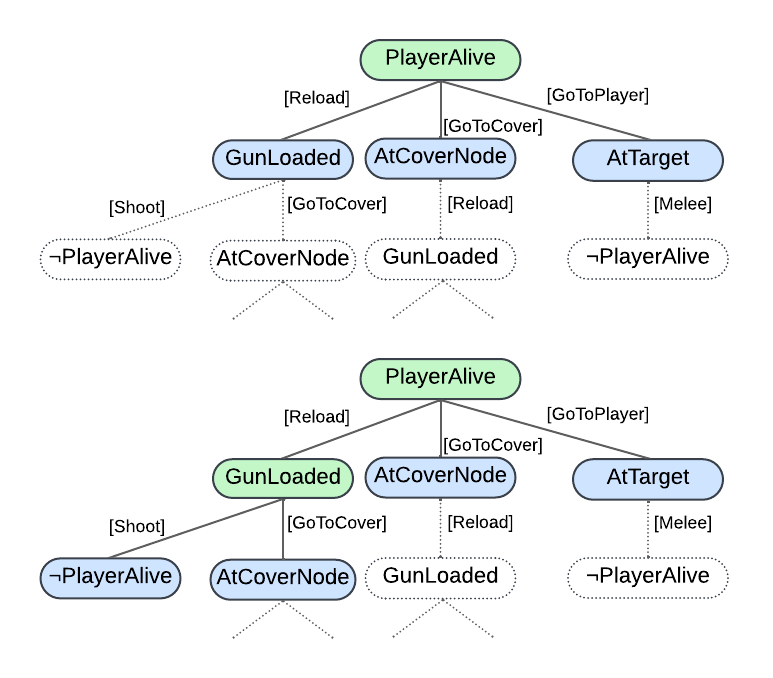 PlayerAlive
[Reload]
[GoToPlayer]
[GoToCover]
GunLoaded
AtCoverNode
AtTarget
[Shoot]
[GoToCover]
[Reload]
[Melee]
¬PlayerAlive
AtCoverNode
GunLoaded
¬PlayerAlive
PlayerAlive
[Reload]
[GoToPlayer]
[GoToCover]
GunLoaded
AtCoverNode
AtTarget
[Shoot]
[GoToCover]
[Reload]
[Melee]
¬PlayerAlive
AtCoverNode
GunLoaded
¬PlayerAlive